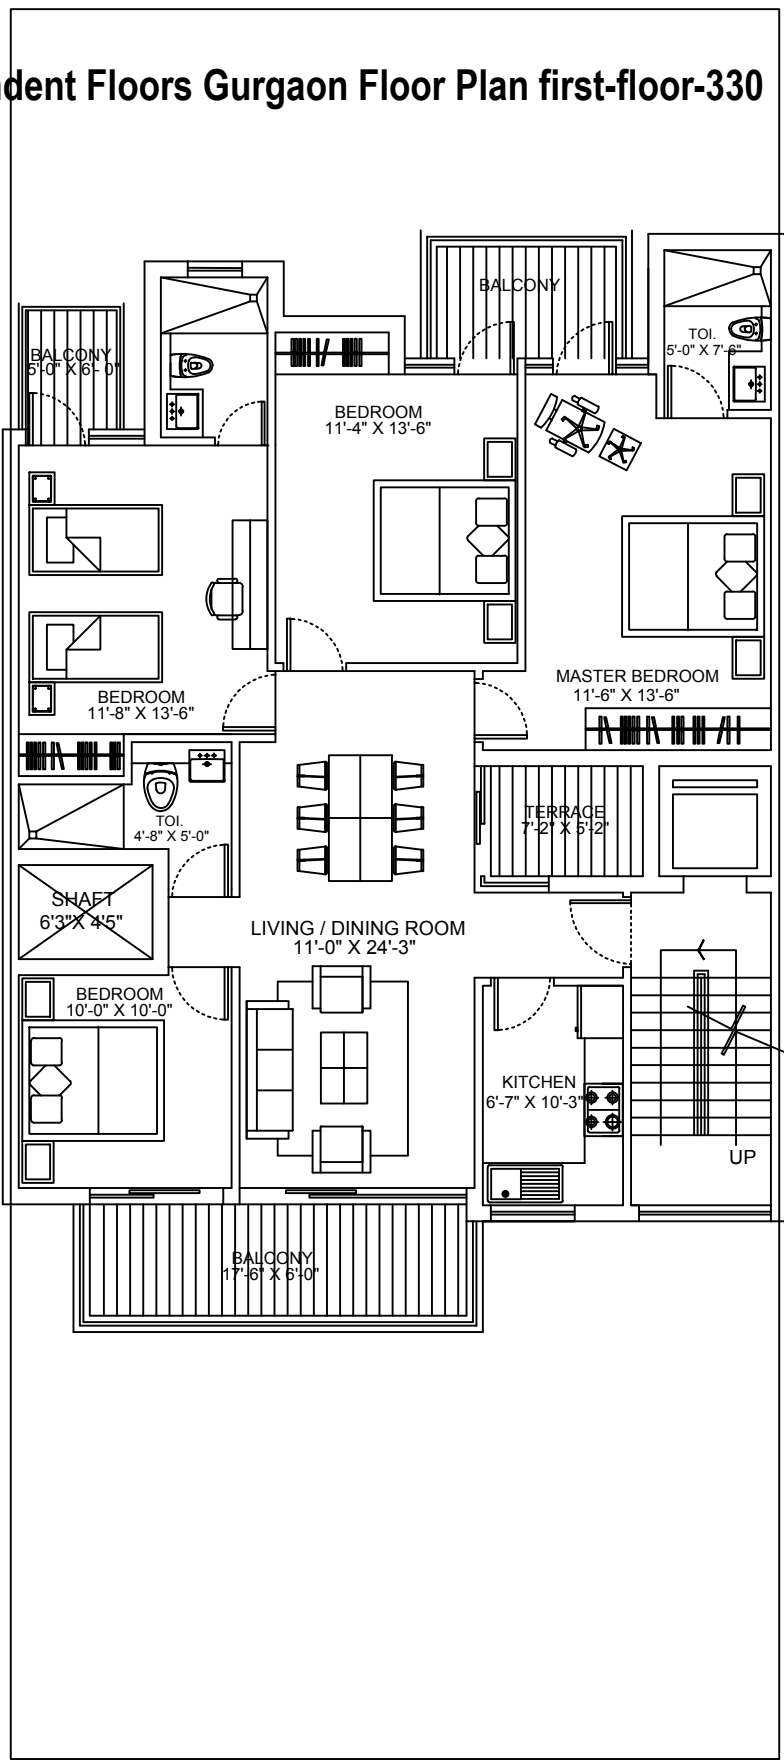 dent Floors Gurgaon Floor Plan first-floor-330
BALCONY
TOI.
5'-0" X 7'-6"
BALCONY
5'-0" X 6'- 0"
BEDROOM
11'-4" X 13'-6"
MASTER BEDROOM
11'-6" X 13'-6"
BEDROOM
11'-8" X 13'-6"
TERRACE
7'-2" X 5'-2"
TOI.
4'-8" X 5'-0"
SHAFT
6'3"X 4'5"
LIVING / DINING ROOM
11'-0" X 24'-3"
BEDROOM
10'-0" X 10'-0"
KITCHEN
6'-7" X 10'-3"
UP
BALCONY
17'-6" X 6'-0"